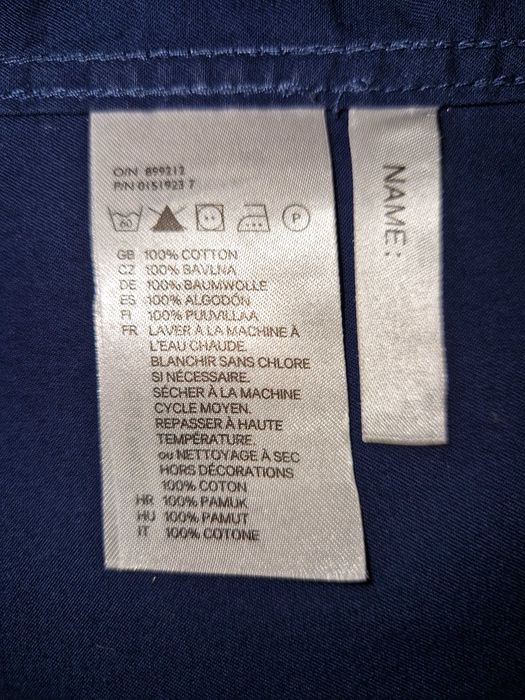 O/N 899212
P/N 0151923 7
60
P
GB 100% COTTON
CZ 100% BAVLNA
DE 100% BAUMWOLLE
ES 100% ALGODÓN
FI 100% PUUVILLAA
FR LAVER À LA MACHINE À
L'EAU CHAUDE.
BLANCHIR SANS CHLORE
SI NÉCESSAIRE.
SÉCHER À LA MACHINE
CYCLE MOYEN.
REPASSER À HAUTE
TEMPÉRATURE.
ou NETTOYAGE À SEC
HORS DÉCORATIONS
100% COTON
HR 100% PAMUK
HU 100% PAMUT
IT 100% COTONE
NAME: